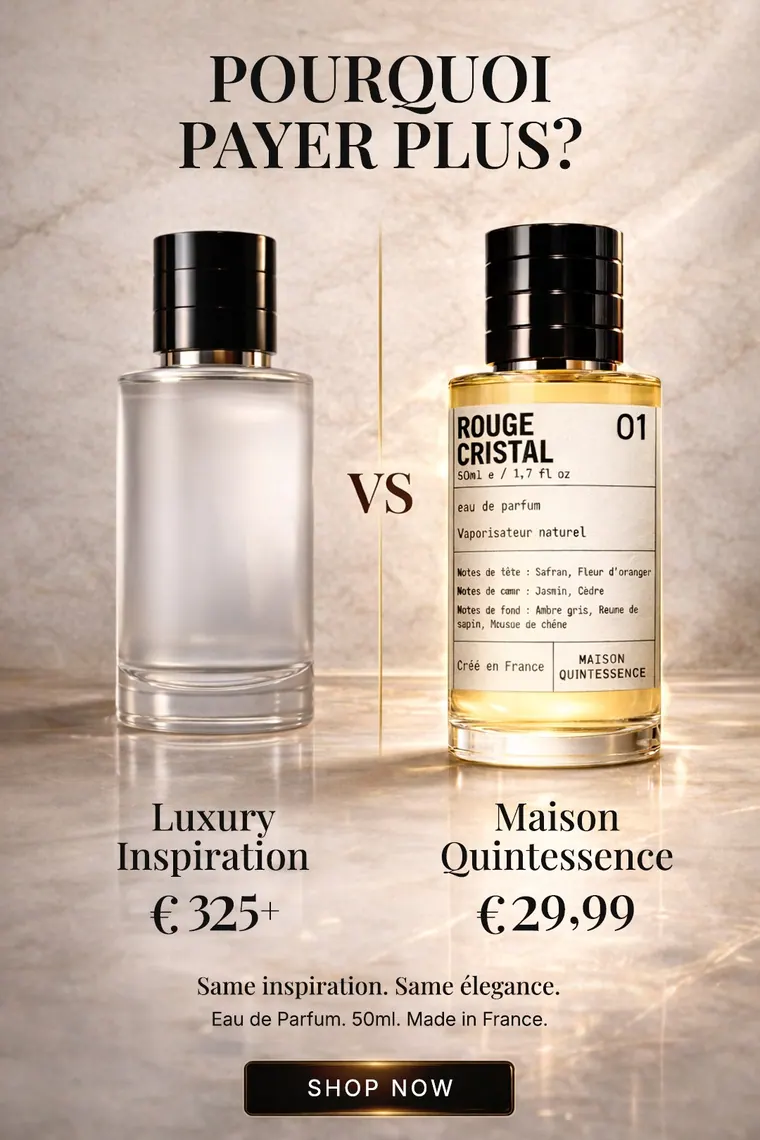 POURQUOI
PAYER PLUS?
VS
ROUGE
CRISTAL
01
50ml e / 1,7 fl oz
eau de parfum
Vaporisateur naturel
Notes de tête : Safran, Fleur d'oranger
Notes de cœur : Jasmin, Cèdre
Notes de fond : Ambre gris, Reume de
sapin, Mousue de chêne
Créé en France
MAISON
QUINTESSENCE
Luxury
Inspiration
€ 325+
Maison
Quintessence
€ 29,99
Same inspiration. Same élegance.
Eau de Parfum. 50ml. Made in France.
SHOP NOW